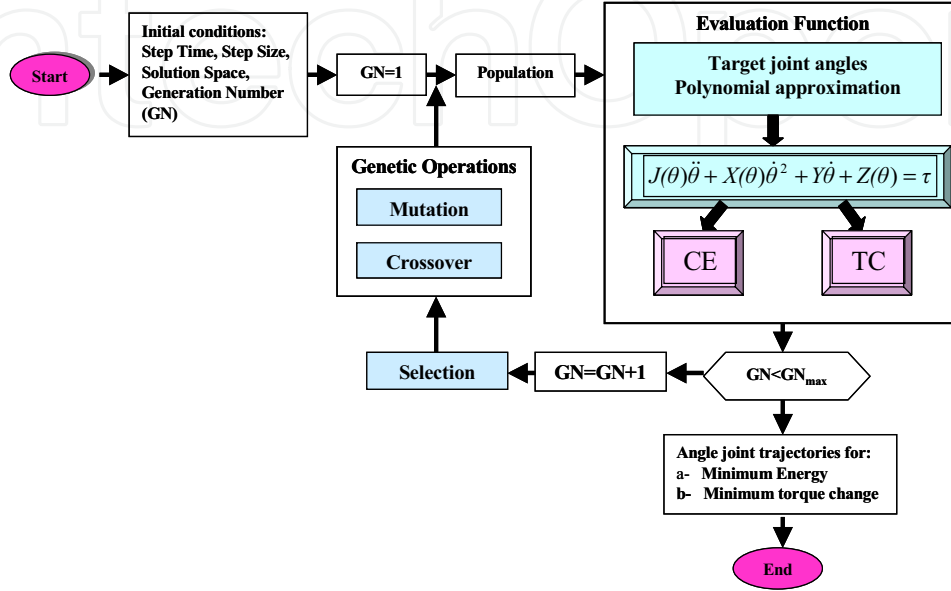 Start
Initial conditions:
Step Time, Step Size,
Solution Space,
Generation Number
(GN)
GN=1
Population
Evaluation Function
Target joint angles
Polynomial approximation
J(θ)θ̈ + X(θ)θ̇² + Yθ̇ + Z(θ) = τ
CE
TC
Genetic Operations
Mutation
Crossover
Selection
GN=GN+1
GN<GNmax
Angle joint trajectories for:
a- Minimum Energy
b- Minimum torque change
End